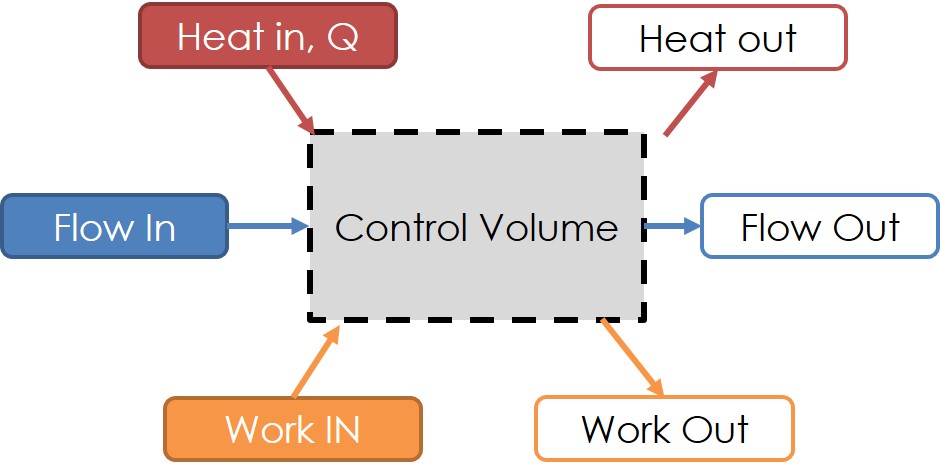 Heat in, Q
Heat out
Flow In
Control Volume
Flow Out
Work IN
Work Out